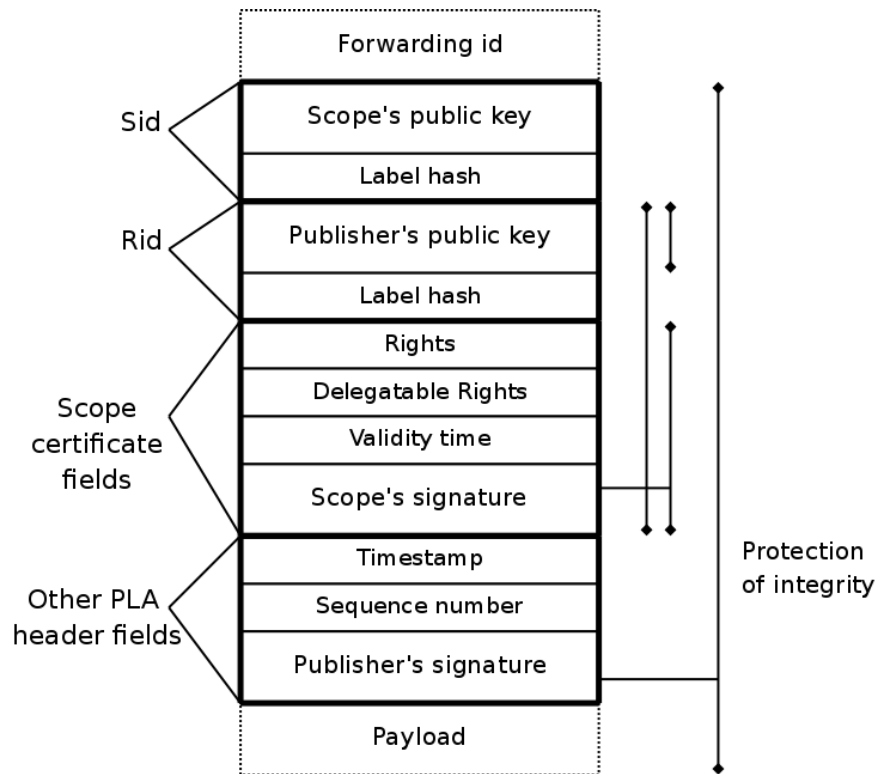 Forwarding id
Sid
Scope's public key
Label hash
Rid
Publisher's public key
Label hash
Scope
certificate
fields
Rights
Delegatable Rights
Validity time
Scope's signature
Other PLA
header fields
Timestamp
Sequence number
Publisher's signature
Protection
of integrity
Payload